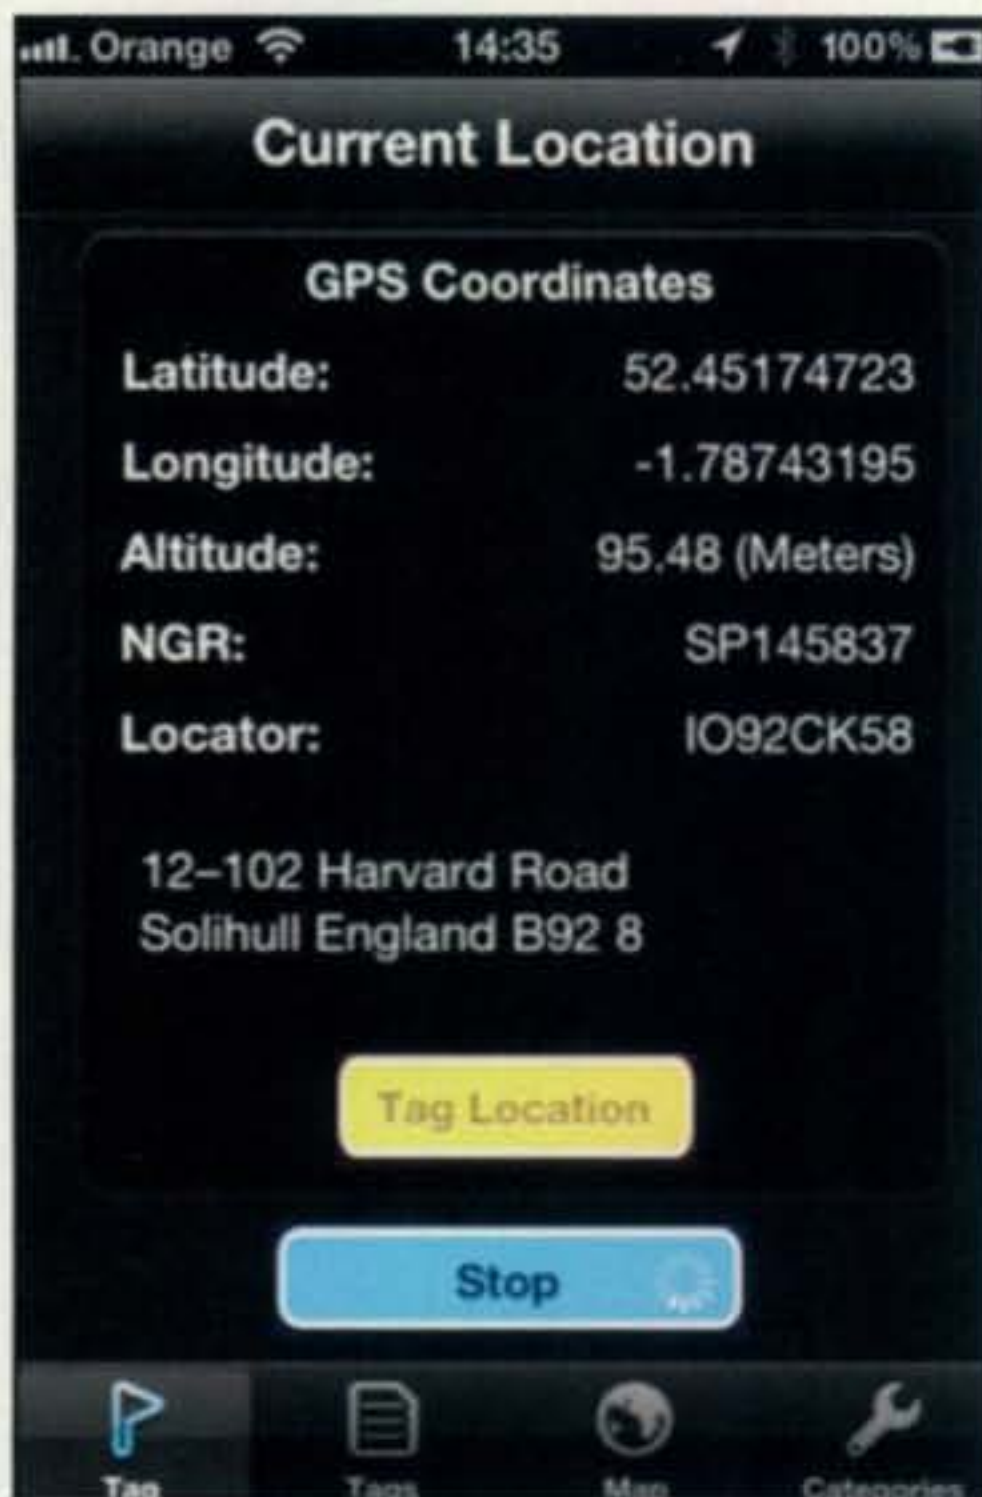 Orange 14:35 100%
Current Location
GPS Coordinates
Latitude: 52.45174723
Longitude: -1.78743195
Altitude: 95.48 (Meters)
NGR: SP145837
Locator: IO92CK58
12–102 Harvard Road
Solihull England B92 8
Tag Location
Stop
Tag Tags Map Categories